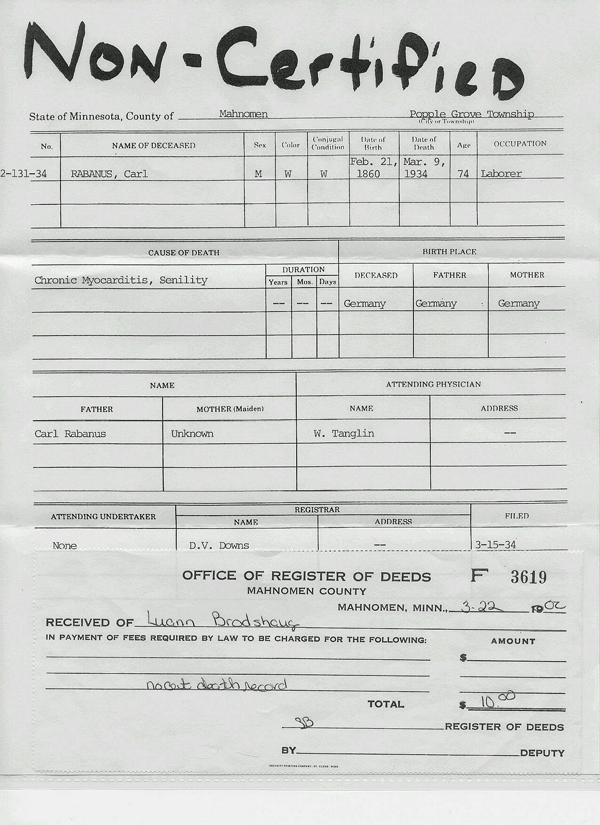 Non-Certified
State of Minnesota, County of Mahnomen Popple Grove Township
(City or Township)
No. NAME OF DECEASED Sex Color Conjugal Condition Date of Birth Date of Death Age OCCUPATION
2-131-34 RABANUS, Carl M W W Feb. 21, 1860 Mar. 9, 1934 74 Laborer
CAUSE OF DEATH BIRTH PLACE
DURATION
Years Mos. Days DECEASED FATHER MOTHER
Chronic Myocarditis, Senility
-- -- -- Germany Germany Germany
NAME ATTENDING PHYSICIAN
FATHER MOTHER (Maiden) NAME ADDRESS
Carl Rabanus Unknown W. Tanglin --
ATTENDING UNDERTAKER REGISTRAR FILED
NAME ADDRESS
None D.V. Downs -- 3-15-34
OFFICE OF REGISTER OF DEEDS F 3619
MAHNOMEN COUNTY
MAHNOMEN, MINN., 3-22 1902
RECEIVED OF Luann Brodshaug
IN PAYMENT OF FEES REQUIRED BY LAW TO BE CHARGED FOR THE FOLLOWING: AMOUNT
$
death record
TOTAL $ 10.00
REGISTER OF DEEDS
BY DEPUTY